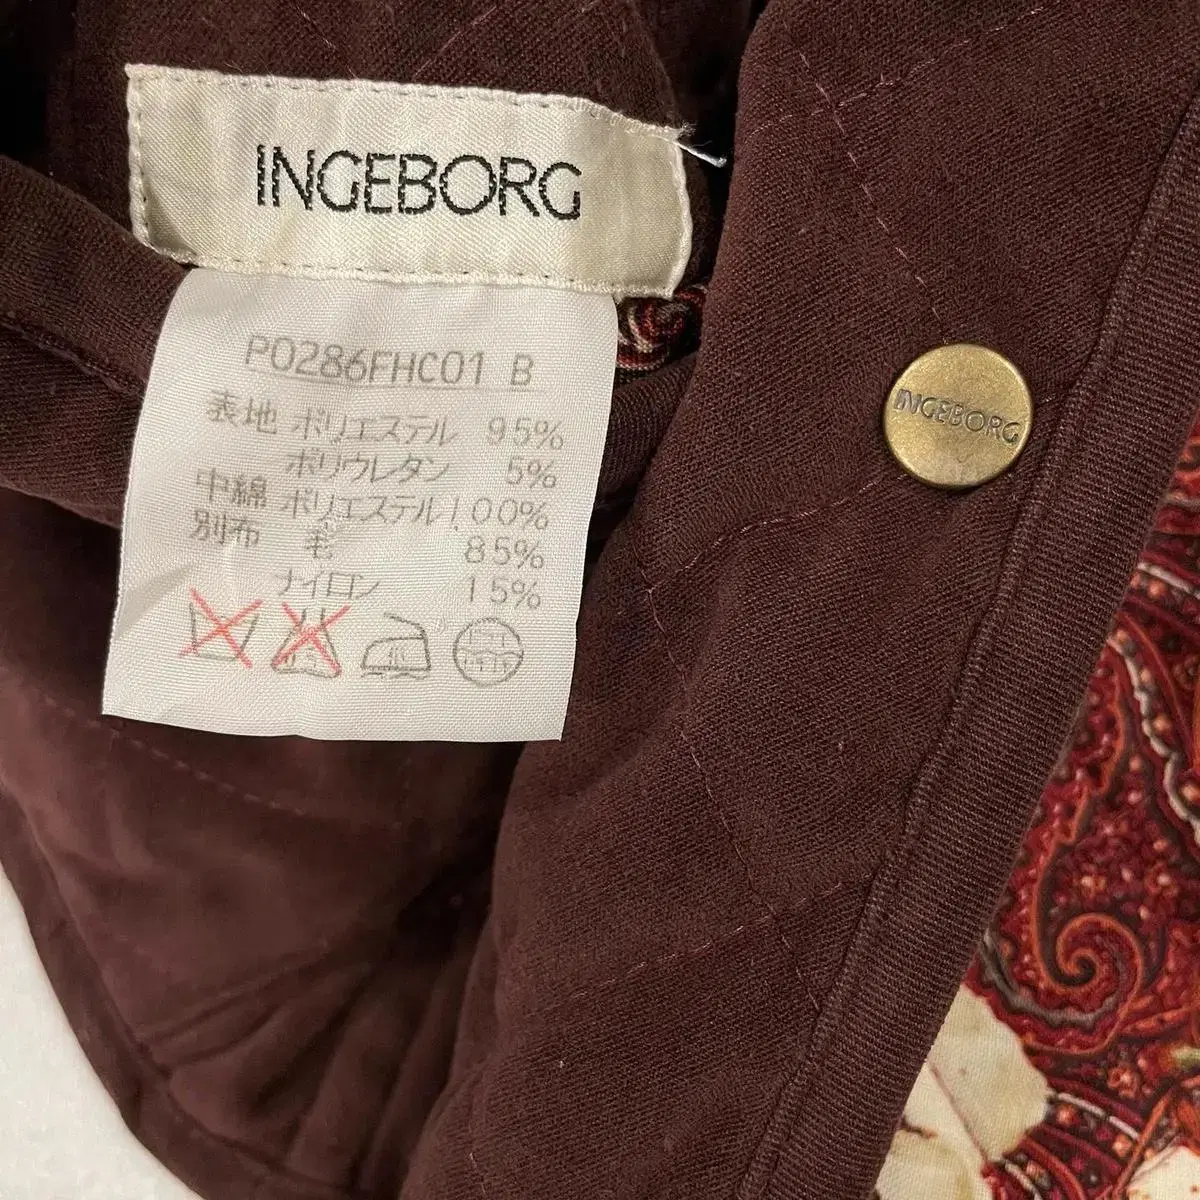 INGEBORG
P0286FHC01 B
表地 ポリエステル 95%
ポリウレタン 5%
中綿 ポリエステル 100%
別布 毛 85%
ナイロン 15%
INGEBORG